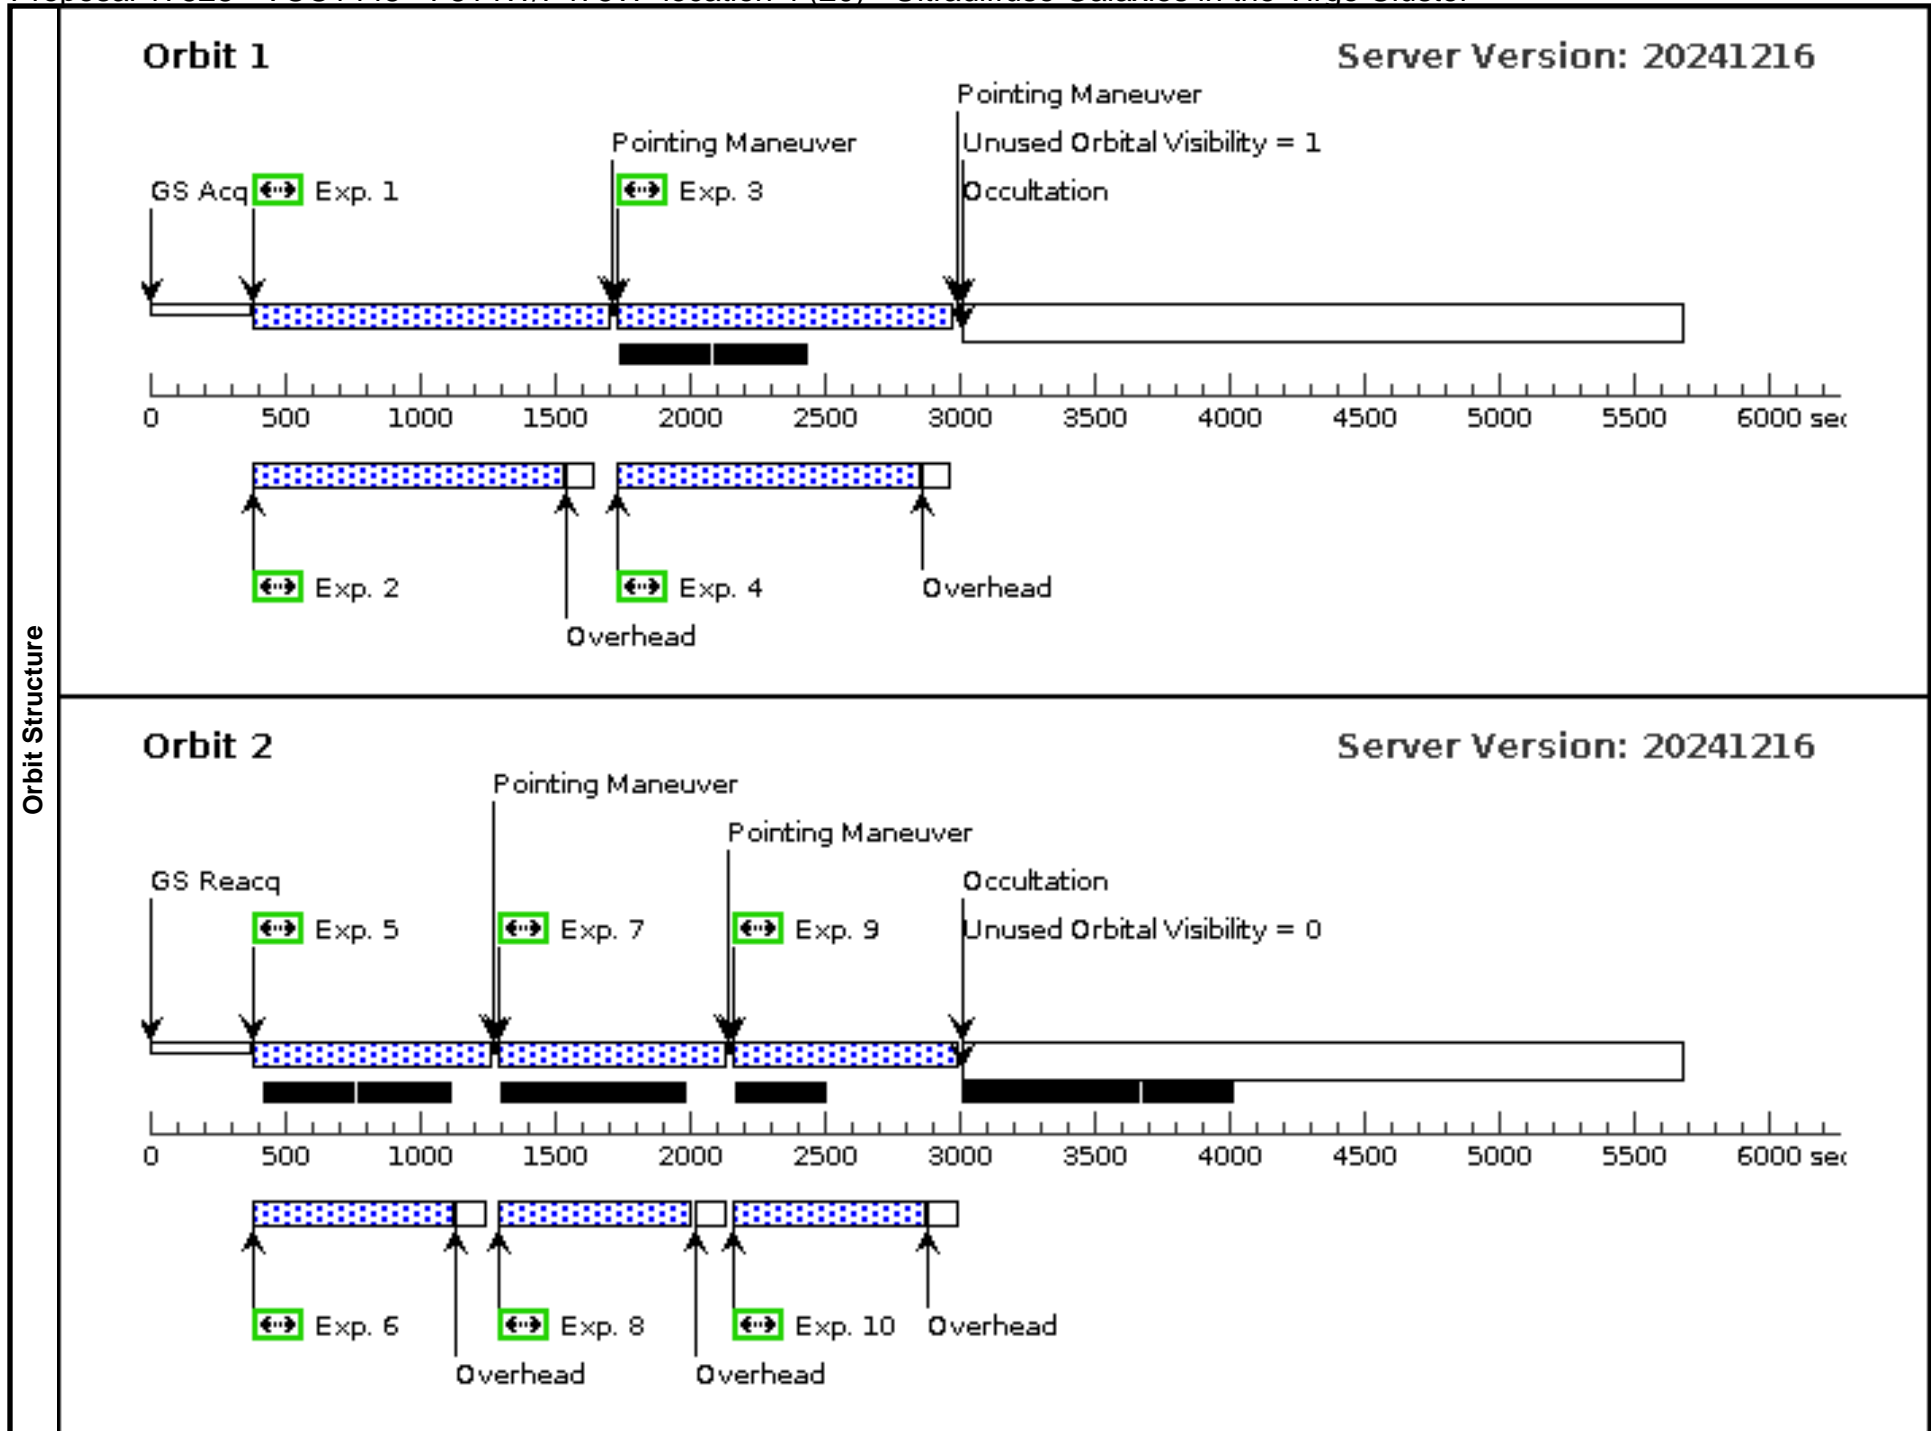 Orbit Structure
Orbit 1
Server Version: 20241216
Pointing Maneuver
Pointing Maneuver
Unused Orbital Visibility = 1
GS Acq
Exp. 1
Exp. 3
Occultation
0 500 1000 1500 2000 2500 3000 3500 4000 4500 5000 5500 6000 sec
Exp. 2
Exp. 4
Overhead
Overhead
Orbit 2
Server Version: 20241216
Pointing Maneuver
Pointing Maneuver
GS Reacq
Occultation
Exp. 5
Exp. 7
Exp. 9
Unused Orbital Visibility = 0
0 500 1000 1500 2000 2500 3000 3500 4000 4500 5000 5500 6000 sec
Exp. 6
Exp. 8
Exp. 10
Overhead
Overhead
Overhead